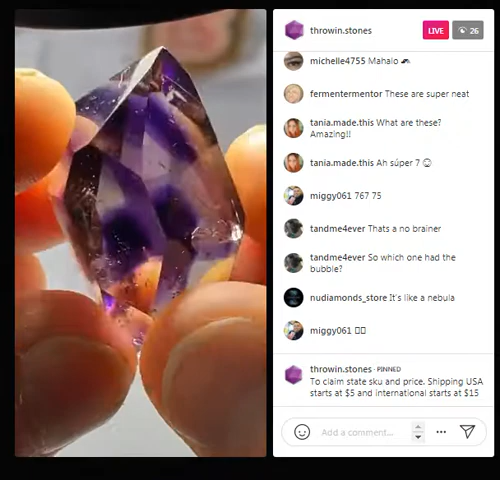 throwin.stones
LIVE
26
michelle4755 Mahalo
fermentermentor These are super neat
tania.made.this What are these?
Amazing!!
tania.made.this Ah súper 7
miggy061 767 75
tandme4ever Thats a no brainer
tandme4ever So which one had the
bubble?
nudiamonds_store It's like a nebula
miggy061
throwin.stones · PINNED
To claim state sku and price. Shipping USA
starts at $5 and international starts at $15
Add a comment...